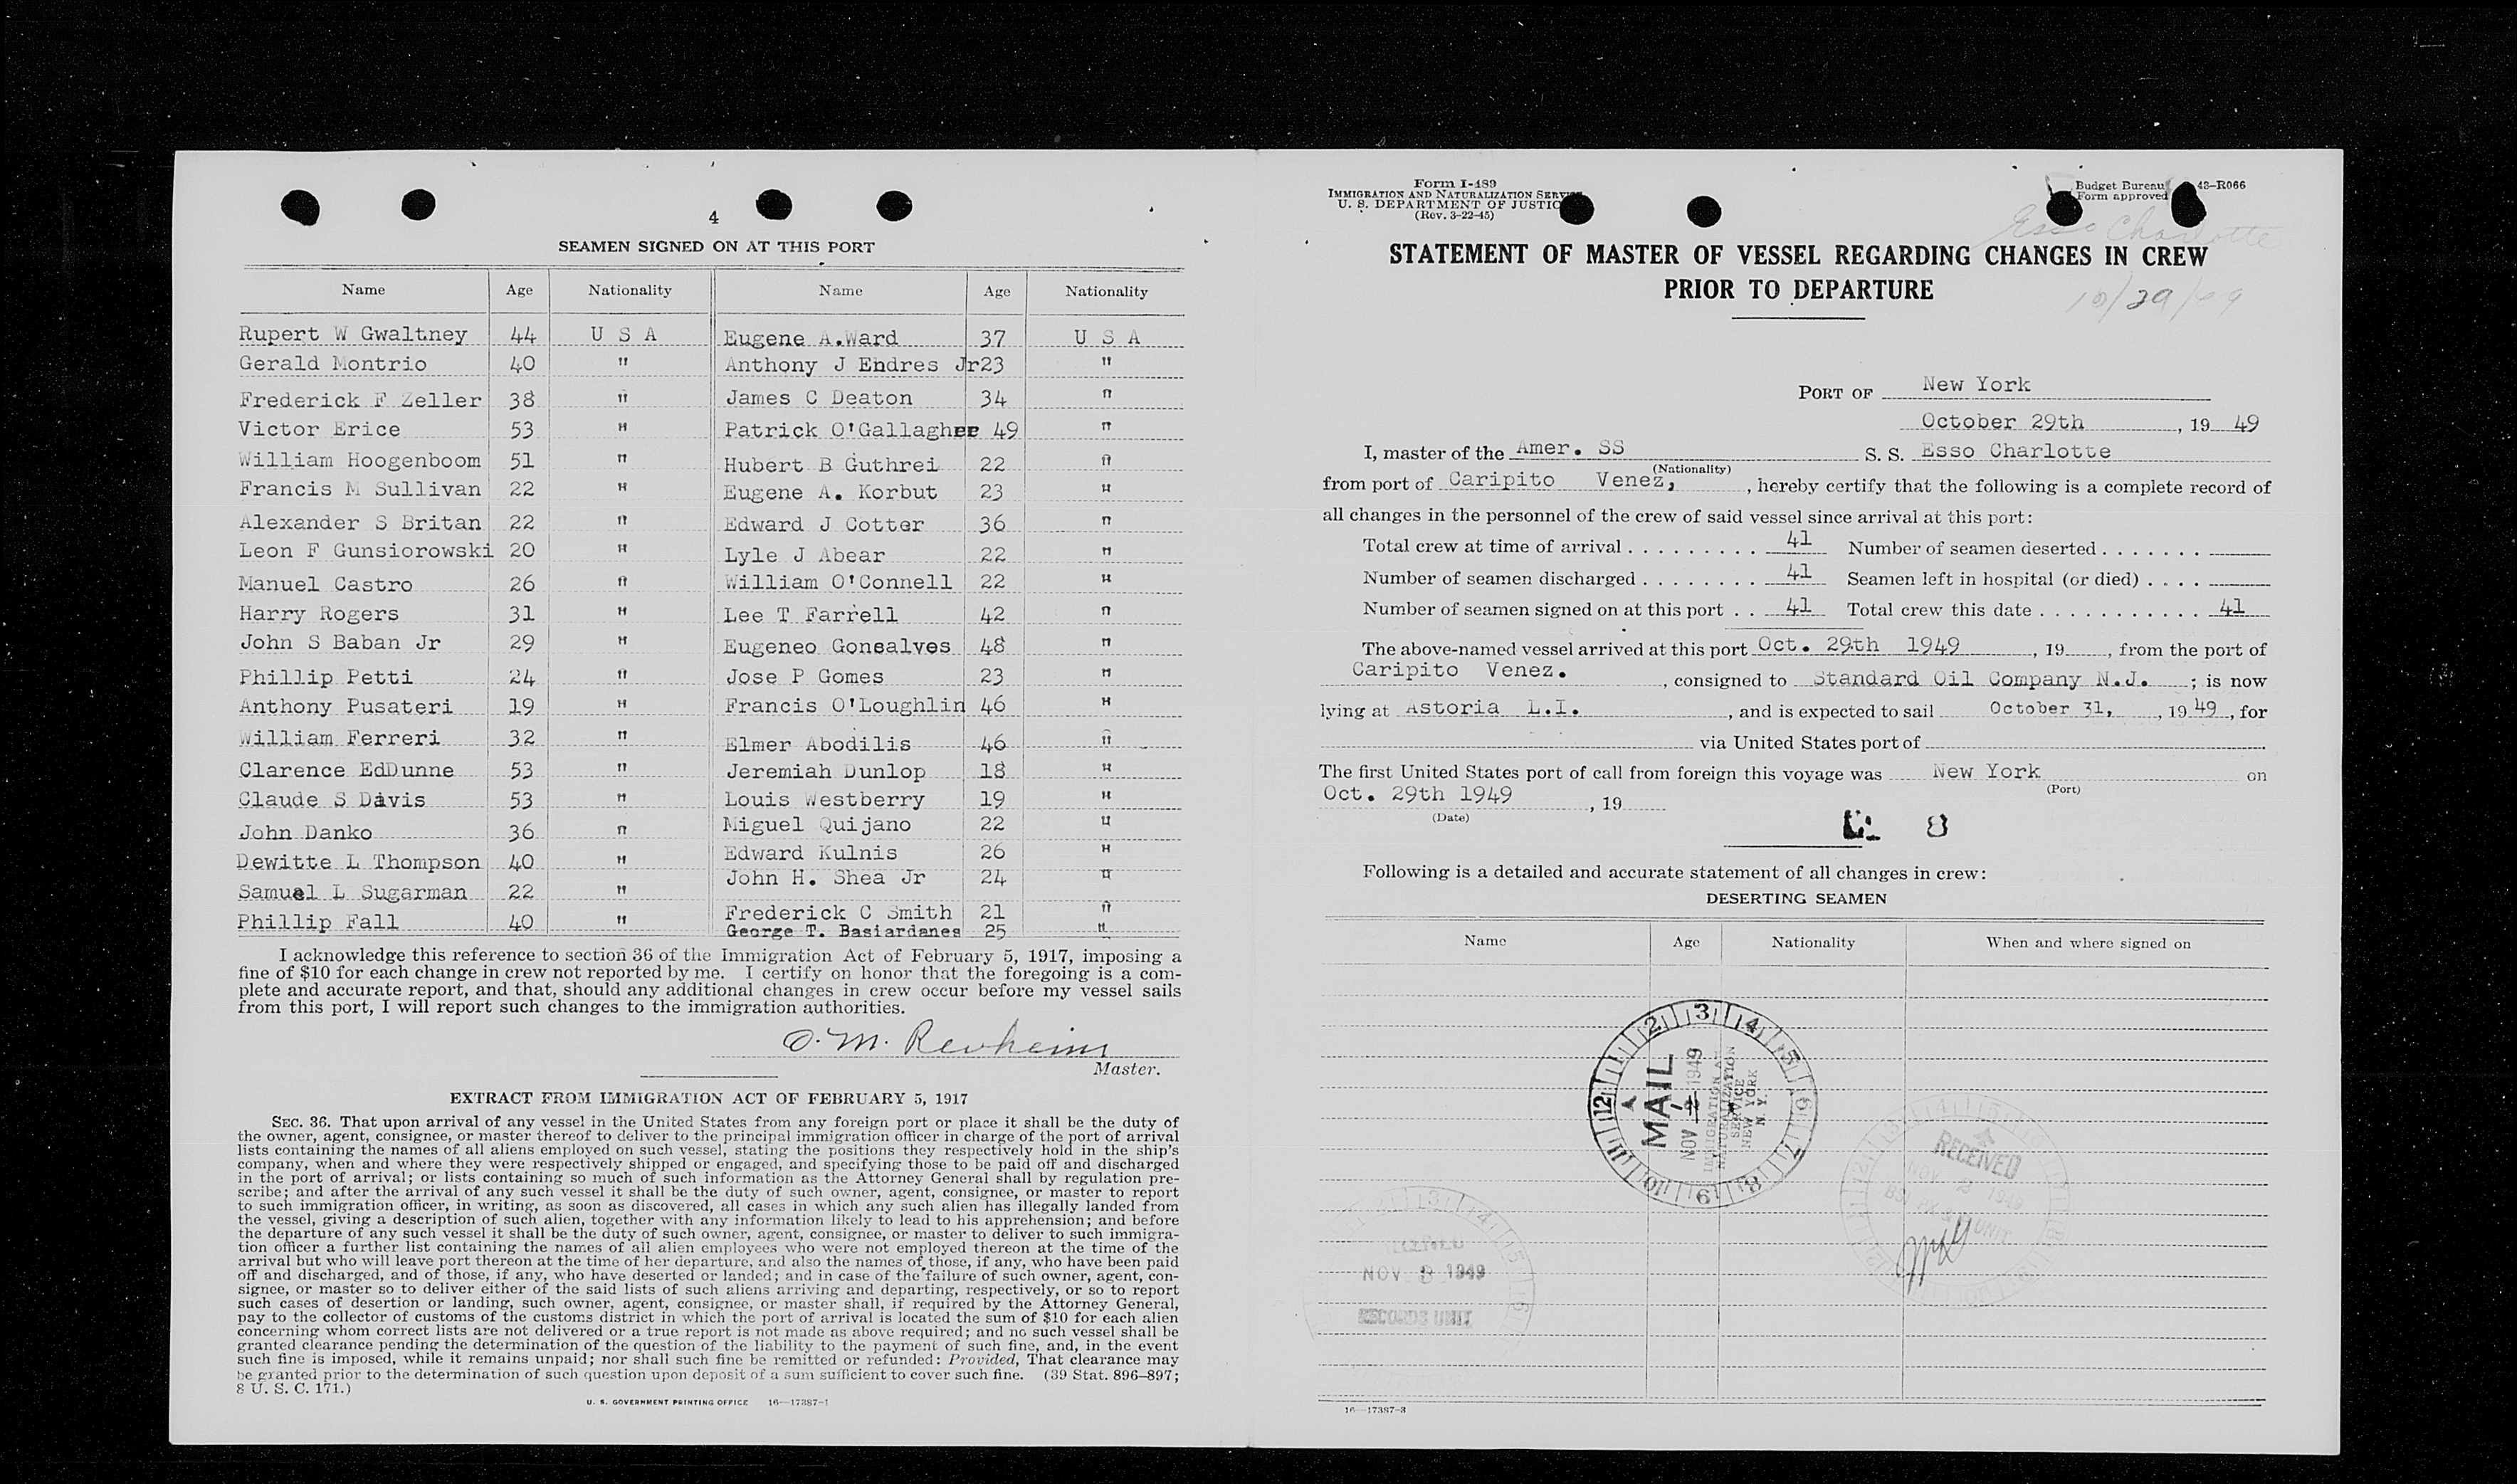 4
SEAMEN SIGNED ON AT THIS PORT
Name Age Nationality Name Age Nationality
Rupert W Gwaltney 44 U S A Eugene A.Ward 37 U S A
Gerald Montrio 40 " Anthony J Endres Jr 23 "
Frederick F Zeller 38 " James C Deaton 34 "
Victor Erice 53 " Patrick O'Gallagher 49 "
William Hoogenboom 51 " Hubert B Guthrei 22 "
Francis M Sullivan 22 " Eugene A. Korbut 23 "
Alexander S Britan 22 " Edward J Cotter 36 "
Leon F Gunsiorowski 20 " Lyle J Abear 22 "
Manuel Castro 26 " William O'Connell 22 "
Harry Rogers 31 " Lee T Farrell 42 "
John S Baban Jr 29 " Eugeneo Gonsalves 48 "
Phillip Petti 24 " Jose P Gomes 23 "
Anthony Pusateri 19 " Francis O'Loughlin 46 "
William Ferreri 32 " Elmer Abodilis 46 "
Clarence EdDunne 53 " Jeremiah Dunlop 18 "
Claude S Davis 53 " Louis Westberry 19 "
John Danko 36 " Miguel Quijano 22 "
Dewitte L Thompson 40 " Edward Kulnis 26 "
Samuel L Sugarman 22 " John H. Shea Jr 24 "
Phillip Fall 40 " Frederick C Smith 21 "
George T. Basiardanes 25 "
I acknowledge this reference to section 36 of the Immigration Act of February 5, 1917, imposing a
fine of $10 for each change in crew not reported by me. I certify on honor that the foregoing is a com-
plete and accurate report, and that, should any additional changes in crew occur before my vessel sails
from this port, I will report such changes to the immigration authorities.
O. M. Revheim
Master.
EXTRACT FROM IMMIGRATION ACT OF FEBRUARY 5, 1917
SEC. 36. That upon arrival of any vessel in the United States from any foreign port or place it shall be the duty of
the owner, agent, consignee, or master thereof to deliver to the principal immigration officer in charge of the port of arrival
lists containing the names of all aliens employed on such vessel, stating the positions they respectively hold in the ship's
company, when and where they were respectively shipped or engaged, and specifying those to be paid off and discharged
in the port of arrival; or lists containing so much of such information as the Attorney General shall by regulation pre-
scribe; and after the arrival of any such vessel it shall be the duty of such owner, agent, consignee, or master to report
to such immigration officer, in writing, as soon as discovered, all cases in which any such alien has illegally landed from
the vessel, giving a description of such alien, together with any information likely to lead to his apprehension; and before
the departure of any such vessel it shall be the duty of such owner, agent, consignee, or master to deliver to such immigra-
tion officer a further list containing the names of all alien employees who were not employed thereon at the time of the
arrival but who will leave port thereon at the time of her departure, and also the names of those, if any, who have been paid
off and discharged, and of those, if any, who have deserted or landed; and in case of the failure of such owner, agent, con-
signee, or master so to deliver either of the said lists of such aliens arriving and departing, respectively, or so to report
such cases of desertion or landing, such owner, agent, consignee, or master shall, if required by the Attorney General,
pay to the collector of customs of the customs district in which the port of arrival is located the sum of $10 for each alien
concerning whom correct lists are not delivered or a true report is not made as above required; and no such vessel shall be
granted clearance pending the determination of the question of the liability to the payment of such fine, and, in the event
such fine is imposed, while it remains unpaid; nor shall such fine be remitted or refunded: Provided, That clearance may
be granted prior to the determination of such question upon deposit of a sum sufficient to cover such fine. (39 Stat. 896–897;
8 U. S. C. 171.)
U. S. GOVERNMENT PRINTING OFFICE 16—17387-1
Form I-489
IMMIGRATION AND NATURALIZATION SERVICE
U. S. DEPARTMENT OF JUSTIC
(Rev. 3-22-45)
Budget Bureau 43–R066
Form approved
Esso Charlotte
10/29/49
STATEMENT OF MASTER OF VESSEL REGARDING CHANGES IN CREW
PRIOR TO DEPARTURE
PORT OF New York
October 29th, 19 49
I, master of the Amer. SS S. S. Esso Charlotte
(Nationality)
from port of Caripito Venez, , hereby certify that the following is a complete record of
all changes in the personnel of the crew of said vessel since arrival at this port:
Total crew at time of arrival . . . . . . . . . 41 Number of seamen deserted . . . . . . .
Number of seamen discharged . . . . . . . . 41 Seamen left in hospital (or died) . . . .
Number of seamen signed on at this port . . 41 Total crew this date . . . . . . . . . . . . 41
The above-named vessel arrived at this port Oct. 29th 1949 , 19 , from the port of
Caripito Venez. , consigned to Standard Oil Company N.J. ; is now
lying at Astoria L.I. , and is expected to sail October 31, , 19 49 , for
via United States port of
The first United States port of call from foreign this voyage was New York on
(Port)
Oct. 29th 1949 , 19
(Date)
8
Following is a detailed and accurate statement of all changes in crew:
DESERTING SEAMEN
Name Age Nationality When and where signed on
12 1 2 3 4 5 6 7 8 9 10 11
MAIL
NOV 1949
IMMIGRATION AND
NATURALIZATION
SERVICE
NEW YORK
N. Y.
RECEIVED
NOV 2 1949
UNIT
NOV 3 1949
RECORDS UNIT
16—17387-3